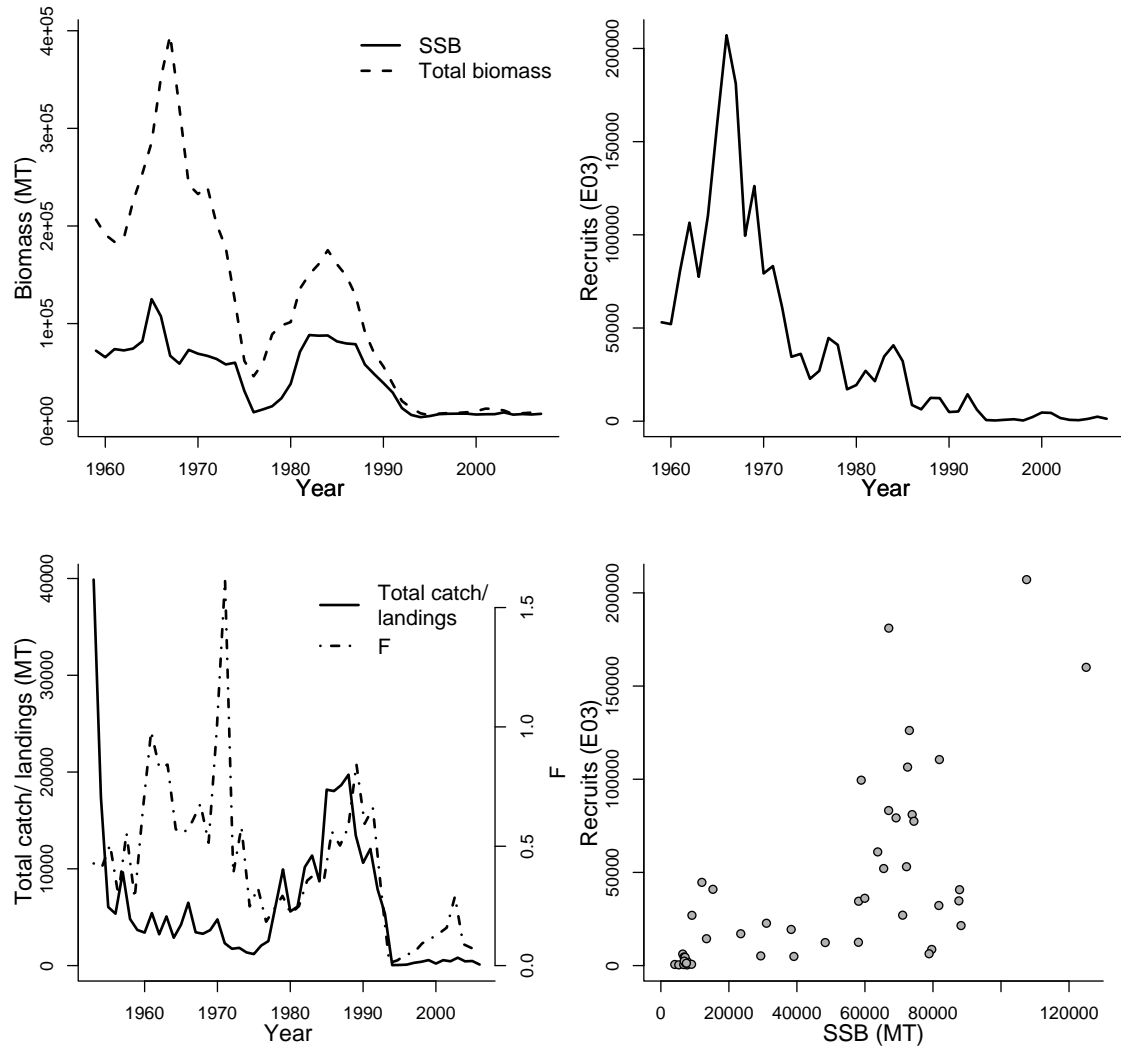 4e+05
3e+05
2e+05
1e+05
0e+00
Biomass (MT)
SSB
Total biomass
1960 1970 1980 1990 2000
Year
200000
150000
100000
50000
0
Recruits (E03)
1960 1970 1980 1990 2000
Year
40000
30000
20000
10000
0
Total catch/ landings (MT)
Total catch/
landings
F
1.5
1.0
0.5
0.0
F
1960 1970 1980 1990 2000
Year
200000
150000
100000
50000
0
Recruits (E03)
0 20000 40000 60000 80000 120000
SSB (MT)